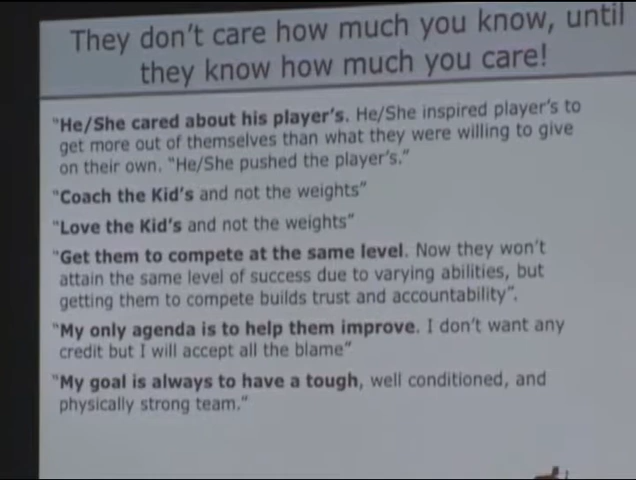 They don't care how much you know, until
they know how much you care!
"He/She cared about his player's. He/She inspired player's to
get more out of themselves than what they were willing to give
on their own. "He/She pushed the player's."
"Coach the Kid's and not the weights"
"Love the Kid's and not the weights"
"Get them to compete at the same level. Now they won't
attain the same level of success due to varying abilities, but
getting them to compete builds trust and accountability".
"My only agenda is to help them improve. I don't want any
credit but I will accept all the blame"
"My goal is always to have a tough, well conditioned, and
physically strong team."